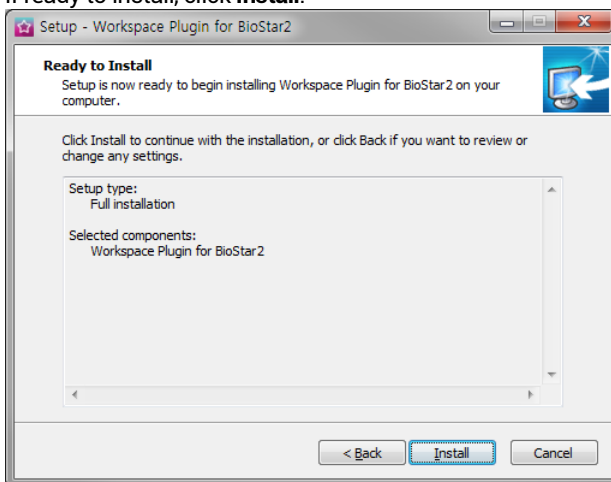 If ready to install, click Install.
Setup - Workspace Plugin for BioStar2
Ready to Install
Setup is now ready to begin installing Workspace Plugin for BioStar2 on your
computer.
Click Install to continue with the installation, or click Back if you want to review or
change any settings.
Setup type:
Full installation
Selected components:
Workspace Plugin for BioStar2
< Back
Install
Cancel